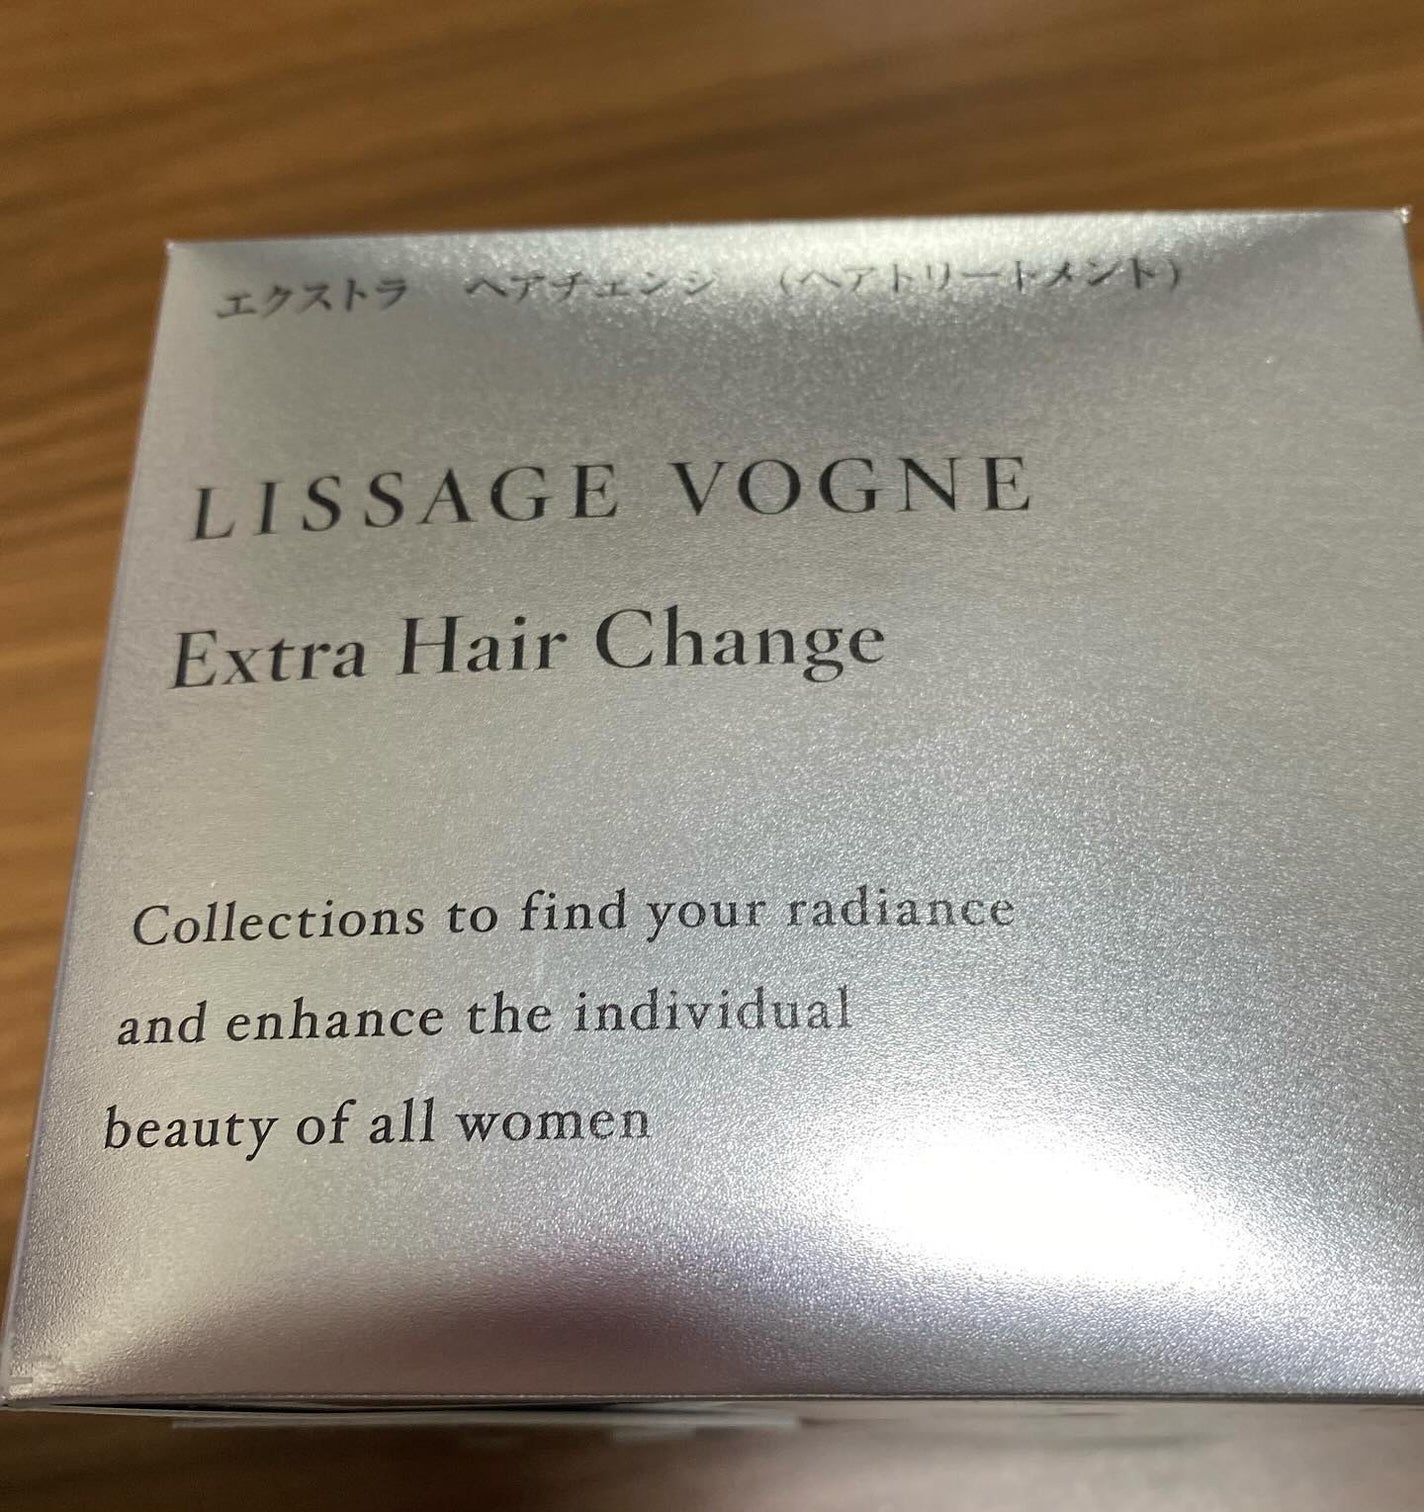 エクストラ ヘアチェンジ (ヘアトリートメント)
LISSAGE VOGNE
Extra Hair Change
Collections to find your radiance
and enhance the individual
beauty of all women